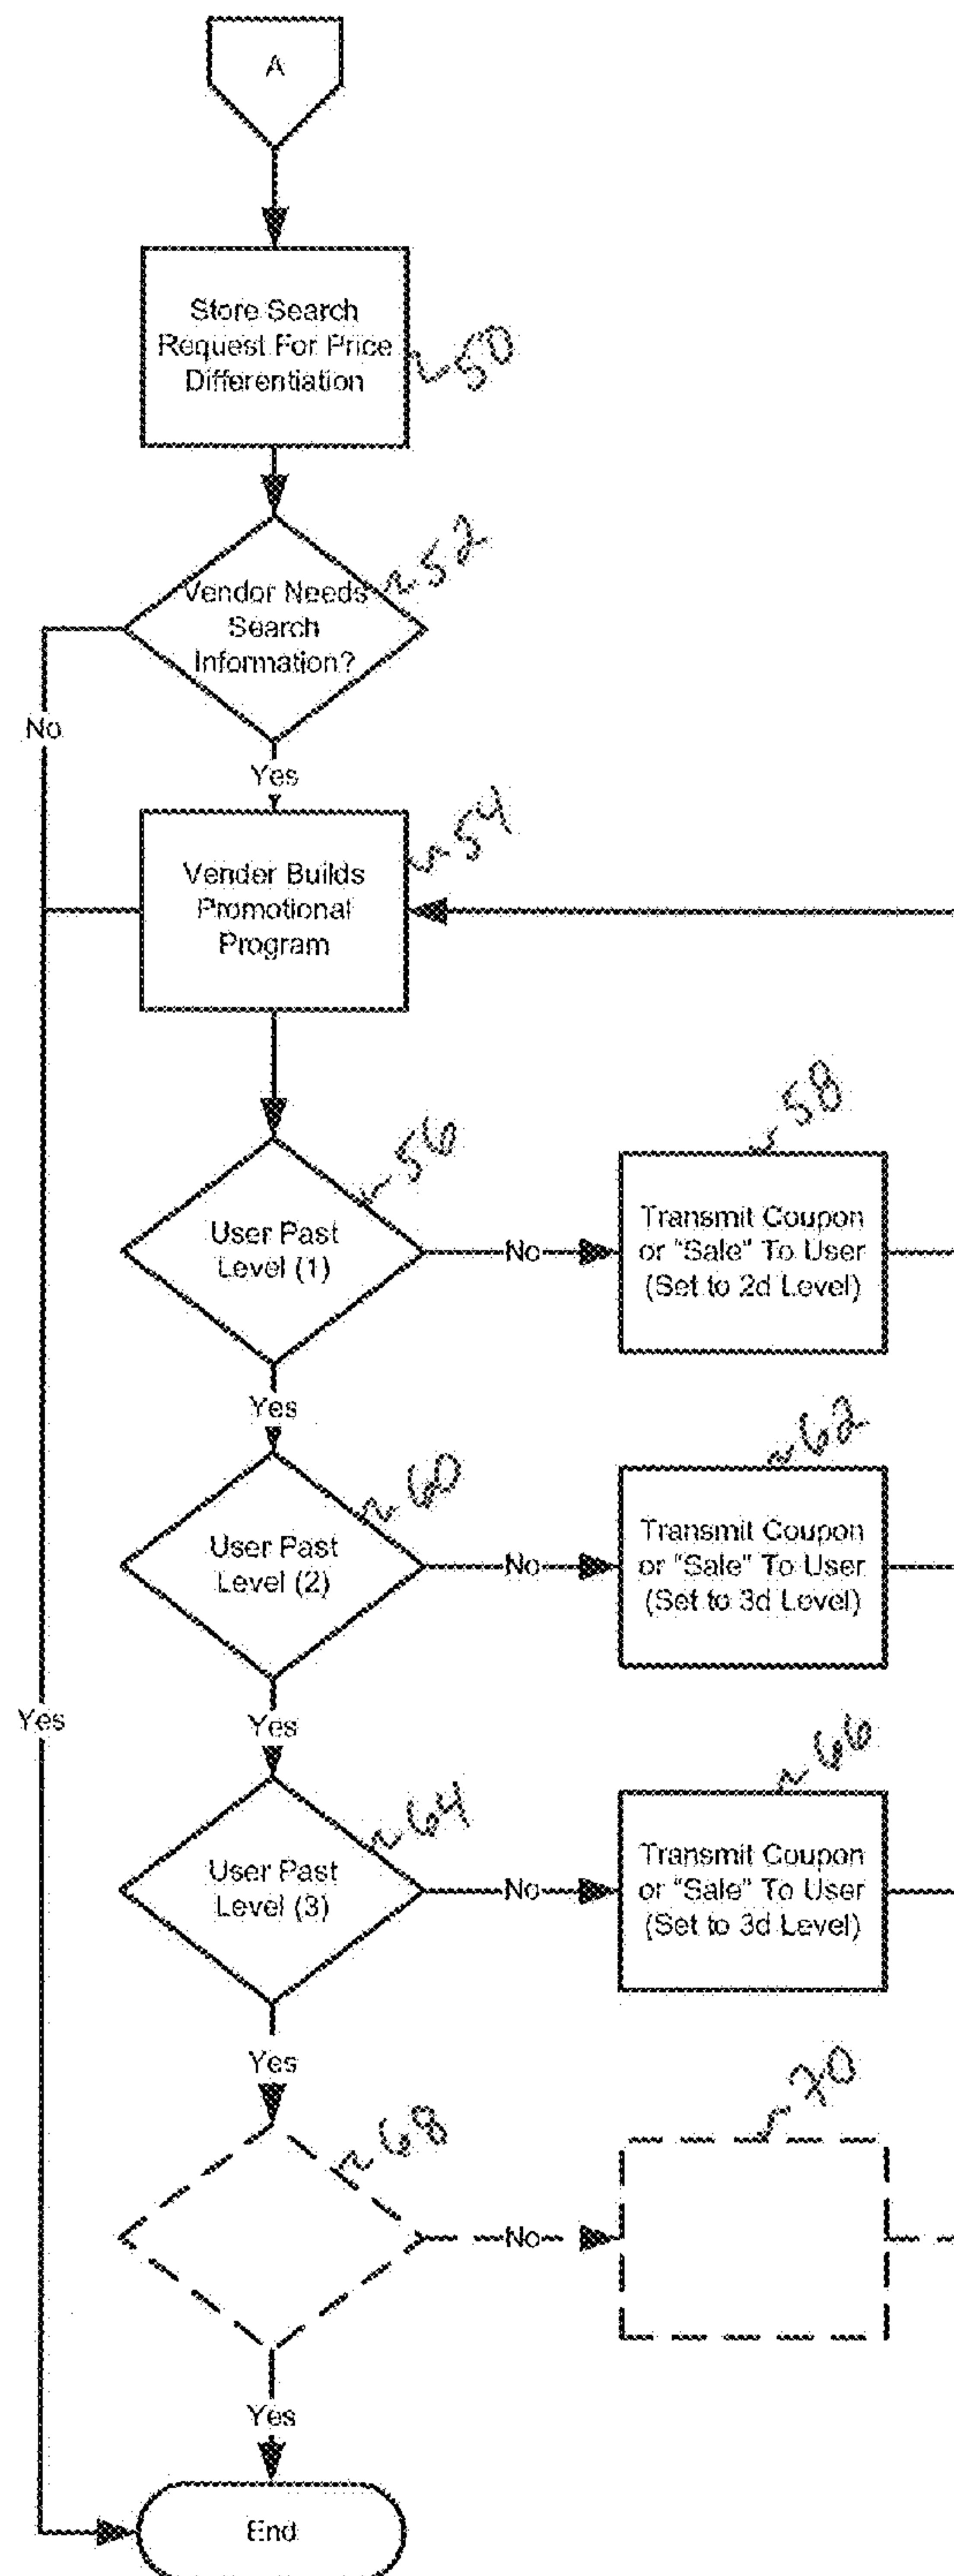 A
Store Search
Request For Price
Differentiation
50
Vendor Needs
Search
Information?
52
No
Yes
Vender Builds
Promotional
Program
54
User Past
Level (1)
56
No
Transmit Coupon
or "Sale" To User
(Set to 2d Level)
58
Yes
User Past
Level (2)
60
No
Transmit Coupon
or "Sale" To User
(Set to 3d Level)
62
Yes
Yes
User Past
Level (3)
64
No
Transmit Coupon
or "Sale" To User
(Set to 3d Level)
66
Yes
68
No
70
Yes
End